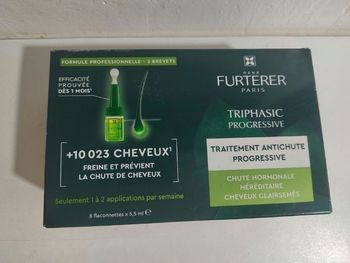 FORMULE PROFESSIONNELLE - 3 BREVETS
EFFICACITÉ
PROUVÉE
DÈS 1 MOIS*
+10 023 CHEVEUX¹
FREINE ET PRÉVIENT
LA CHUTE DE CHEVEUX
Seulement 1 à 2 applications par semaine
8 flaconnettes x 5,5 ml ℮
RENÉ
FURTERER
PARIS
TRIPHASIC
PROGRESSIVE
TRAITEMENT ANTICHUTE
PROGRESSIVE
CHUTE HORMONALE
HÉRÉDITAIRE
CHEVEUX CLAIRSEMÉS